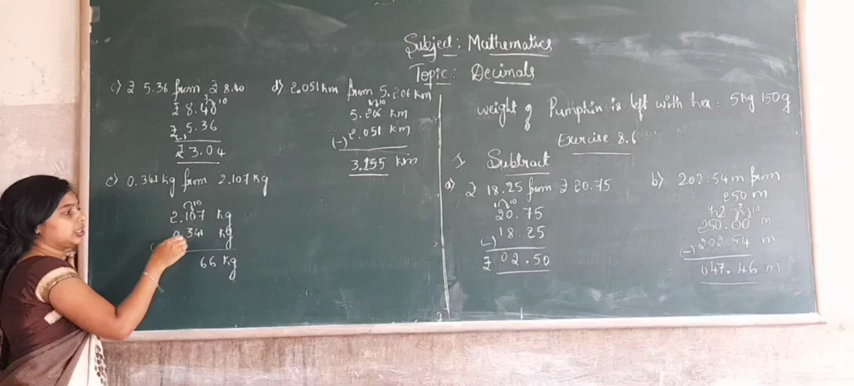 Subject: Mathematics
Topic: Decimals
c) ₹ 5.36 from ₹ 8.40
₹ 8.40
₹ 5.36
(-)
₹ 3.04
d) 2.051km from 5.206 km
5.206 km
(-) 2.051 km
3.155 km
e) 0.341 kg from 2.107 kg
2.107 kg
0.341 kg
66 kg
weight of Pumpkin is left with her = 5kg 150g
Exercise 8.6
1. Subtract
a) ₹ 18.25 from ₹ 20.75
20.75
(-) 18.25
₹ 02.50
b) 202.54 m from
250 m
250.00 m
(-) 202.54 m
047.46 m